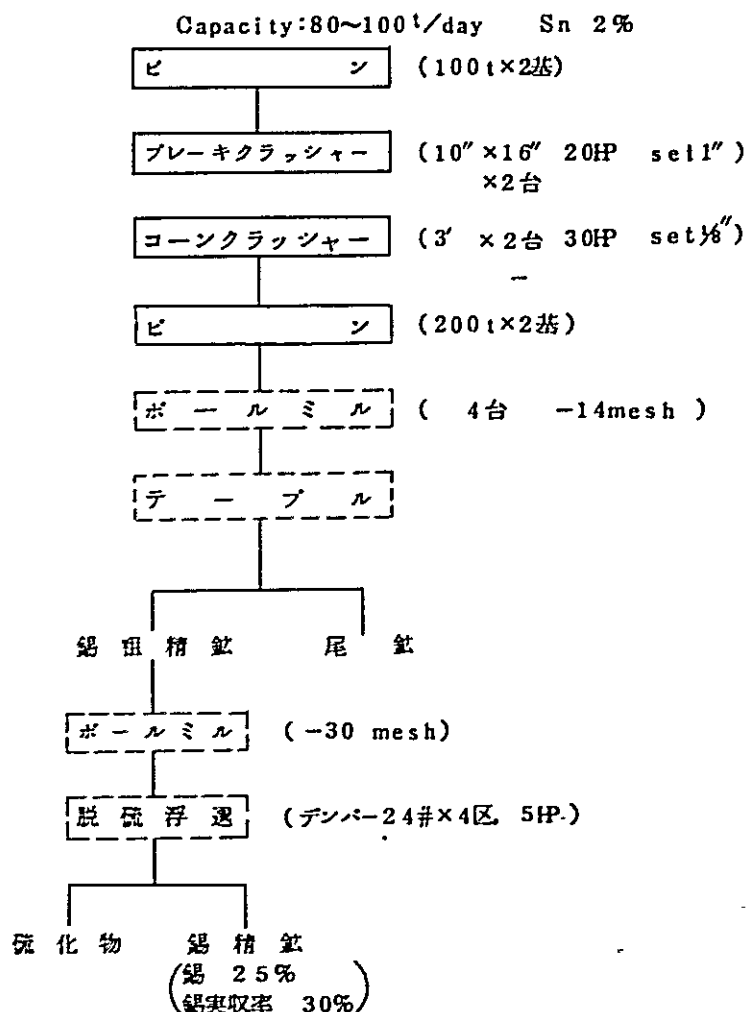 Capacity:80~100t/day Sn 2%
ビン (100t×2基)
ブレーキクラッシャー (10″×16″ 20HP set1″)
×2台
コーンクラッシャー (3′ ×2台 30HP set⅛″)
ビン (200t×2基)
ボールミル ( 4台 -14mesh )
テーブル
錫粗精鉱 尾鉱
ボールミル (-30 mesh)
脱硫浮選 (デンバー24#×4区, 5HP.)
硫化物 錫精鉱
(錫 25%
錫実収率 30%)